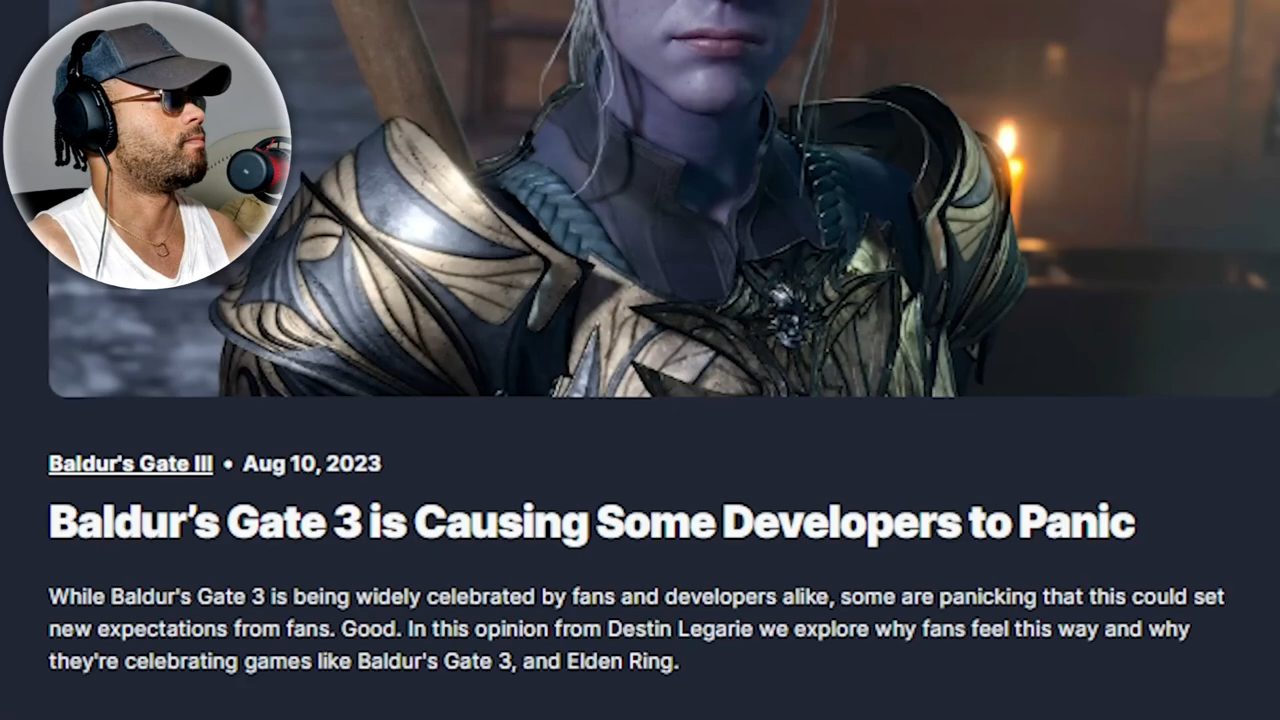 Baldur's Gate III • Aug 10, 2023
Baldur’s Gate 3 is Causing Some Developers to Panic
While Baldur's Gate 3 is being widely celebrated by fans and developers alike, some are panicking that this could set
new expectations from fans. Good. In this opinion from Destin Legarie we explore why fans feel this way and why
they're celebrating games like Baldur's Gate 3, and Elden Ring.